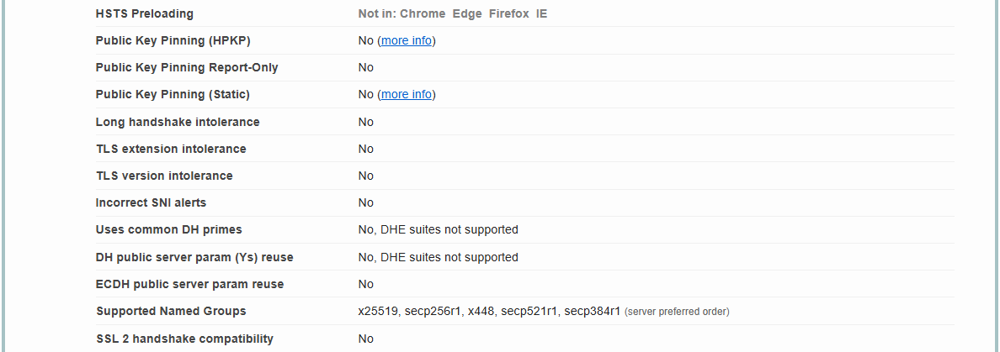 HSTS Preloading Not in: Chrome Edge Firefox IE
Public Key Pinning (HPKP) No (more info)
Public Key Pinning Report-Only No
Public Key Pinning (Static) No (more info)
Long handshake intolerance No
TLS extension intolerance No
TLS version intolerance No
Incorrect SNI alerts No
Uses common DH primes No, DHE suites not supported
DH public server param (Ys) reuse No, DHE suites not supported
ECDH public server param reuse No
Supported Named Groups x25519, secp256r1, x448, secp521r1, secp384r1 (server preferred order)
SSL 2 handshake compatibility No